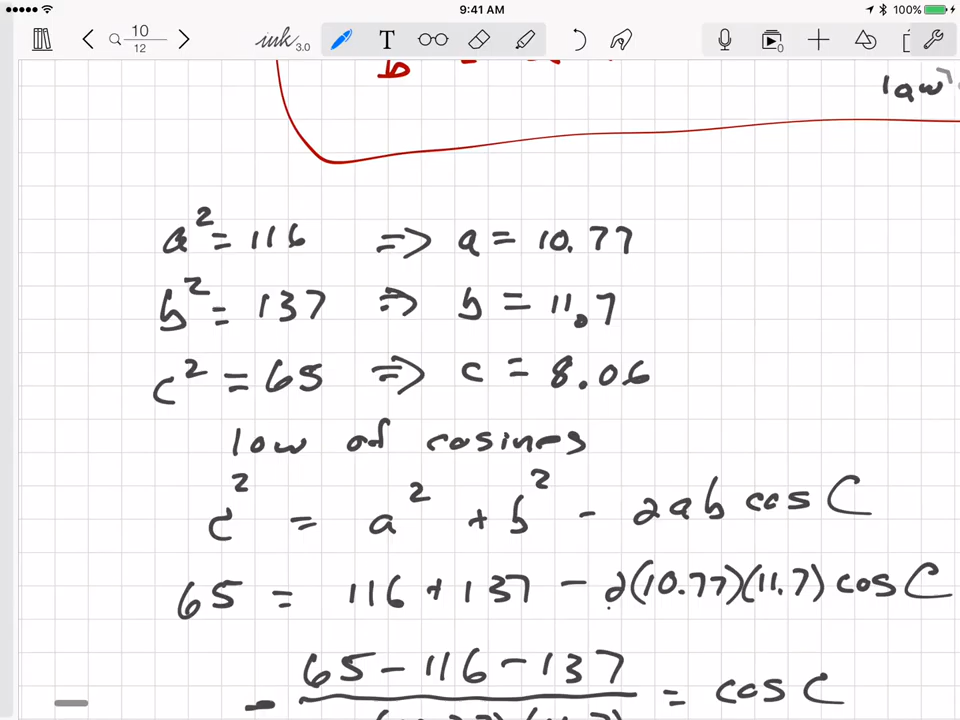 9:41 AM 100%
10
12
ink 3.0 T 0
b
law
a² = 116 => a = 10.77
b² = 137 => b = 11.7
c² = 65 => c = 8.06
law of cosines
c² = a² + b² - 2ab cos C
65 = 116 + 137 - 2(10.77)(11.7) cos C
65 - 116 - 137
- = cos C